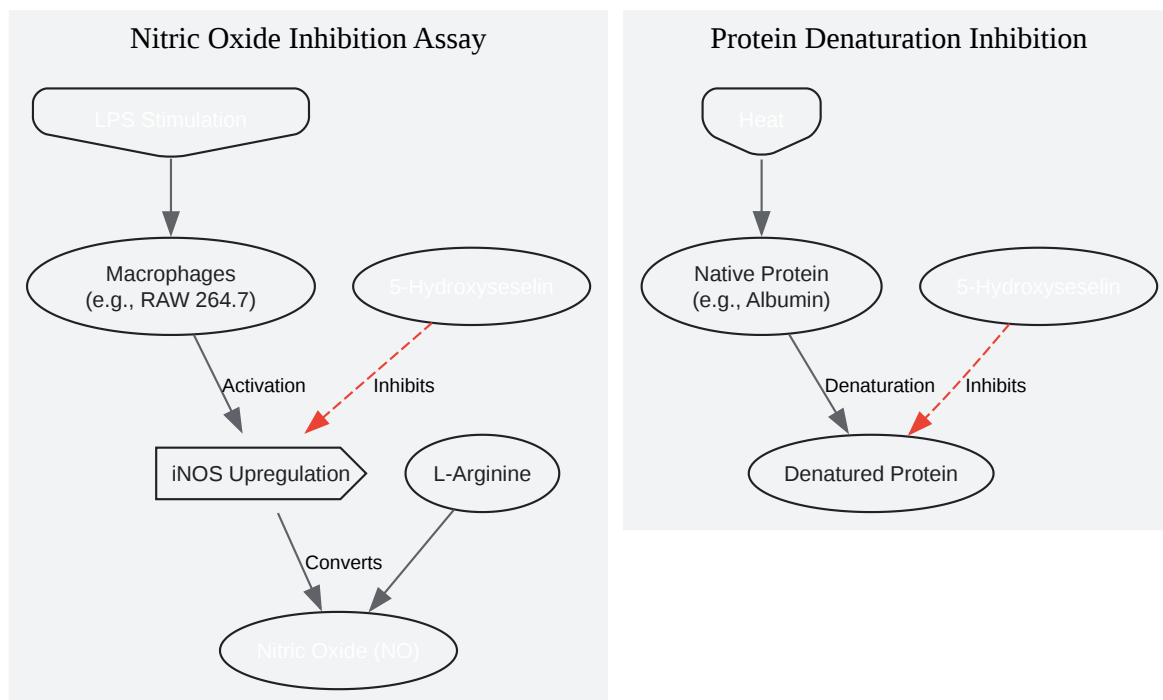 Nitric Oxide Inhibition Assay
LPS Stimulation
Macrophages
(e.g., RAW 264.7)
5-Hydroxyseselin
Activation
Inhibits
iNOS Upregulation
L-Arginine
Converts
Nitric Oxide (NO)
Protein Denaturation Inhibition
Heat
Native Protein
(e.g., Albumin)
5-Hydroxyseselin
Denaturation
Inhibits
Denatured Protein